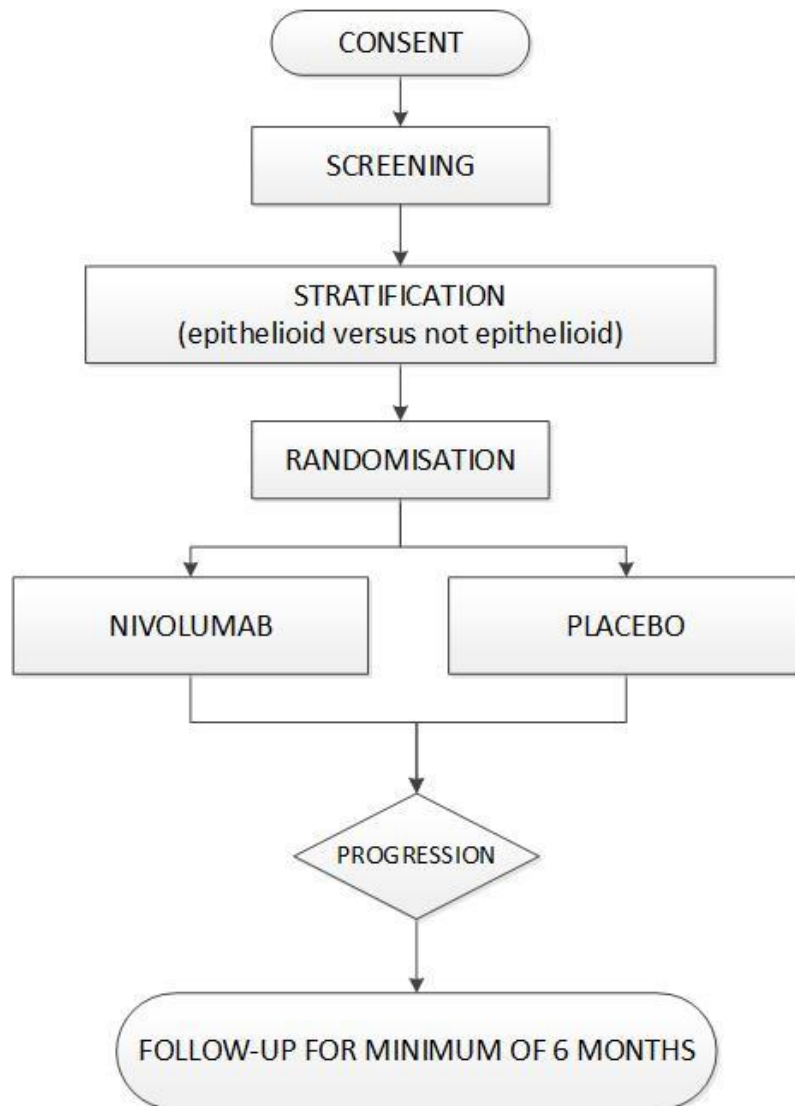 CONSENT
SCREENING
STRATIFICATION
(epithelioid versus not epithelioid)
RANDOMISATION
NIVOLUMAB
PLACEBO
PROGRESSION
FOLLOW-UP FOR MINIMUM OF 6 MONTHS